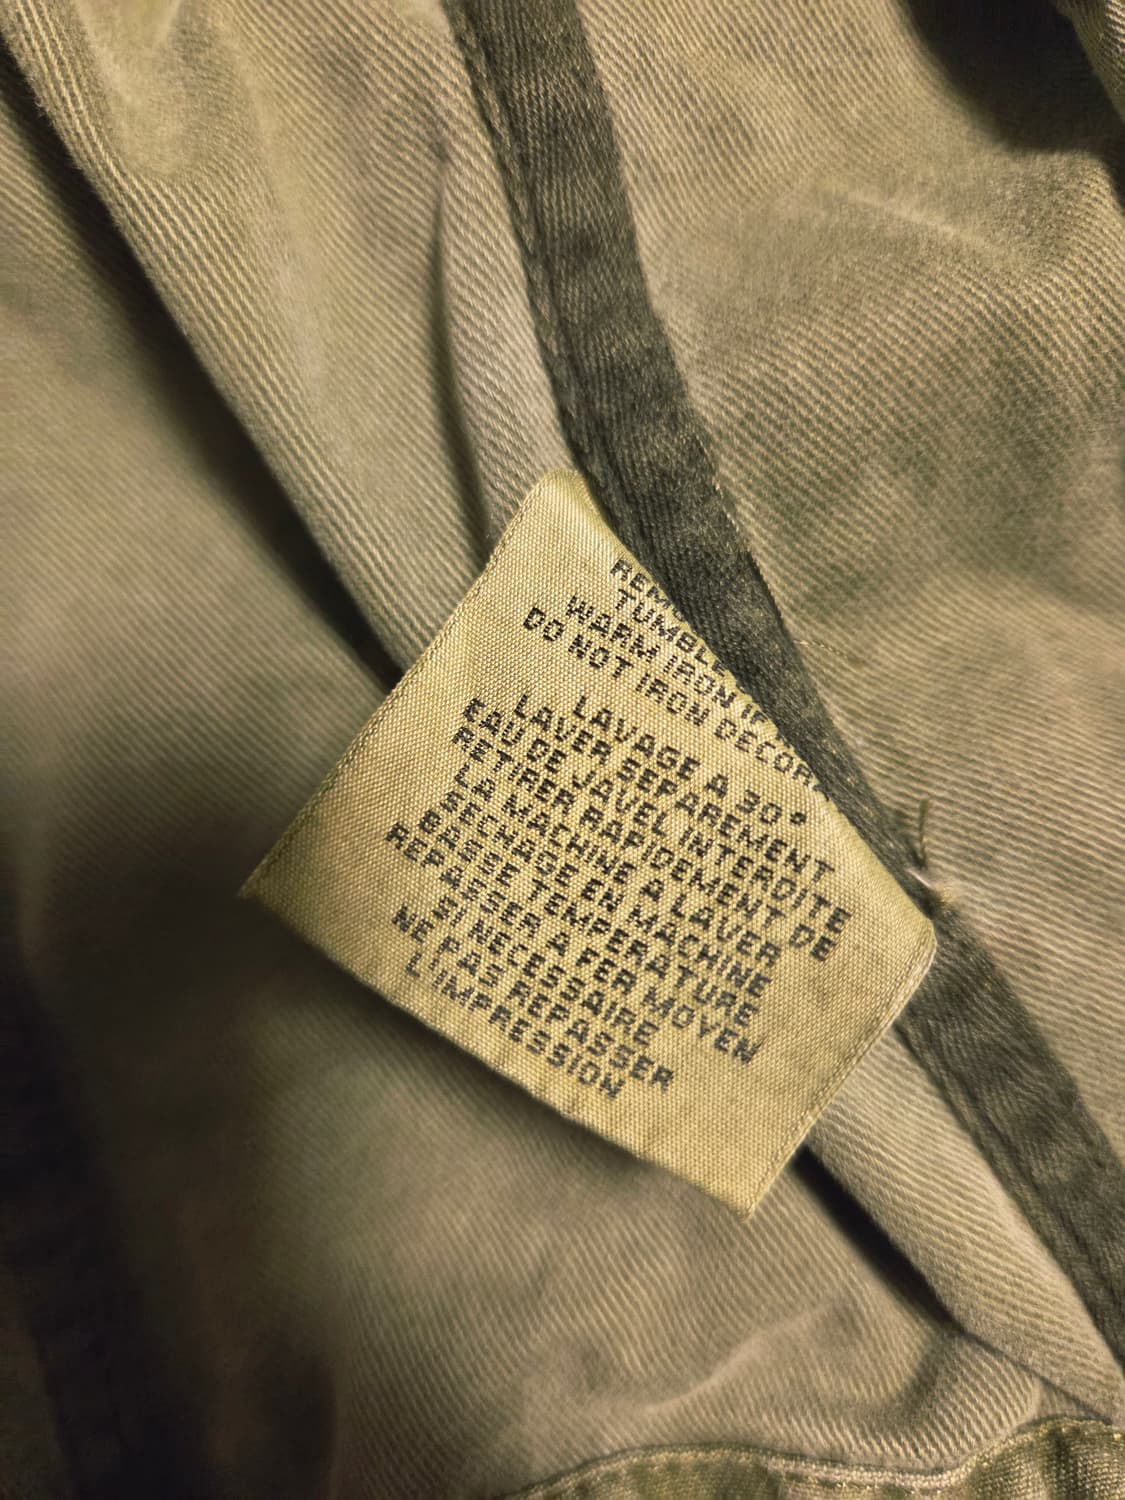 TUMBLE
WARM IRON IF
DO NOT IRON DECOR
LAVAGE A 30°
LAVER SEPAREMENT
EAU DE JAVEL INTERDITE
RETIRER RAPIDEMENT DE
LA MACHINE A LAVER
SECHAGE EN MACHINE
BASSE TEMPERATURE
REPASSER A FER MOYEN
SI NECESSAIRE
NE PAS REPASSER
L'IMPRESSION